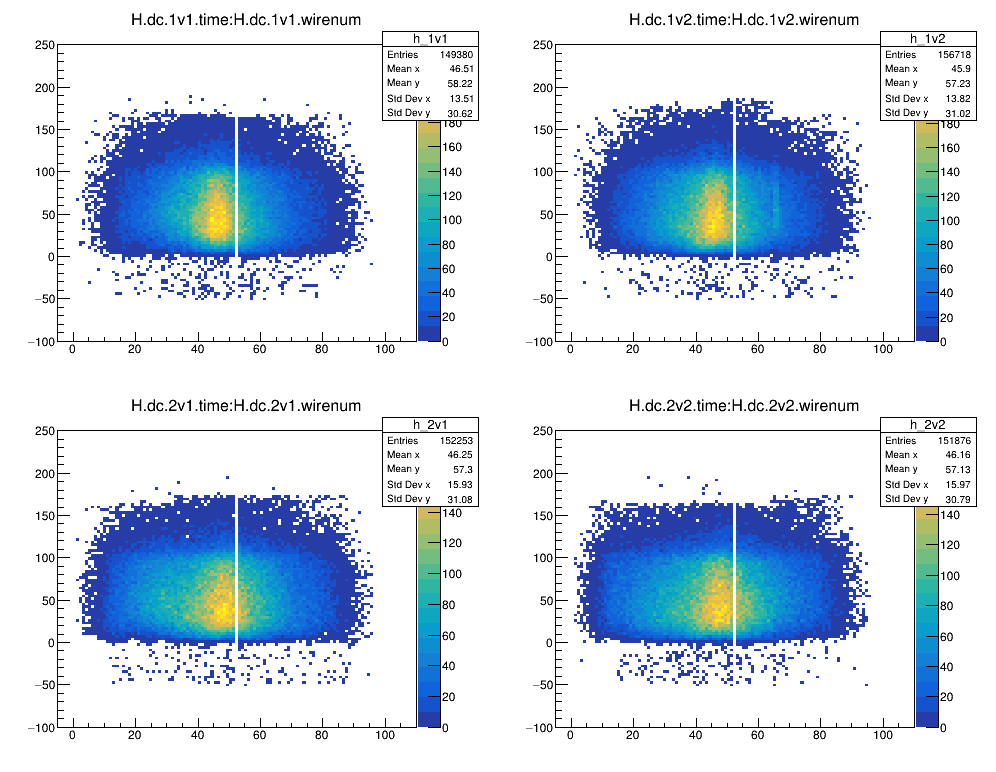 H.dc.1v1.time:H.dc.1v1.wirenum
h_1v1
Entries 149380
Mean x 46.51
Mean y 58.22
Std Dev x 13.51
Std Dev y 30.62
250
200
150
100
50
0
−50
−100
0 20 40 60 80 100
180
160
140
120
100
80
60
40
20
0
H.dc.1v2.time:H.dc.1v2.wirenum
h_1v2
Entries 156718
Mean x 45.9
Mean y 57.23
Std Dev x 13.82
Std Dev y 31.02
250
200
150
100
50
0
−50
−100
0 20 40 60 80 100
180
160
140
120
100
80
60
40
20
0
H.dc.2v1.time:H.dc.2v1.wirenum
h_2v1
Entries 152253
Mean x 46.25
Mean y 57.3
Std Dev x 15.93
Std Dev y 31.08
250
200
150
100
50
0
−50
−100
0 20 40 60 80 100
140
120
100
80
60
40
20
0
H.dc.2v2.time:H.dc.2v2.wirenum
h_2v2
Entries 151876
Mean x 46.16
Mean y 57.13
Std Dev x 15.97
Std Dev y 30.79
250
200
150
100
50
0
−50
−100
0 20 40 60 80 100
140
120
100
80
60
40
20
0